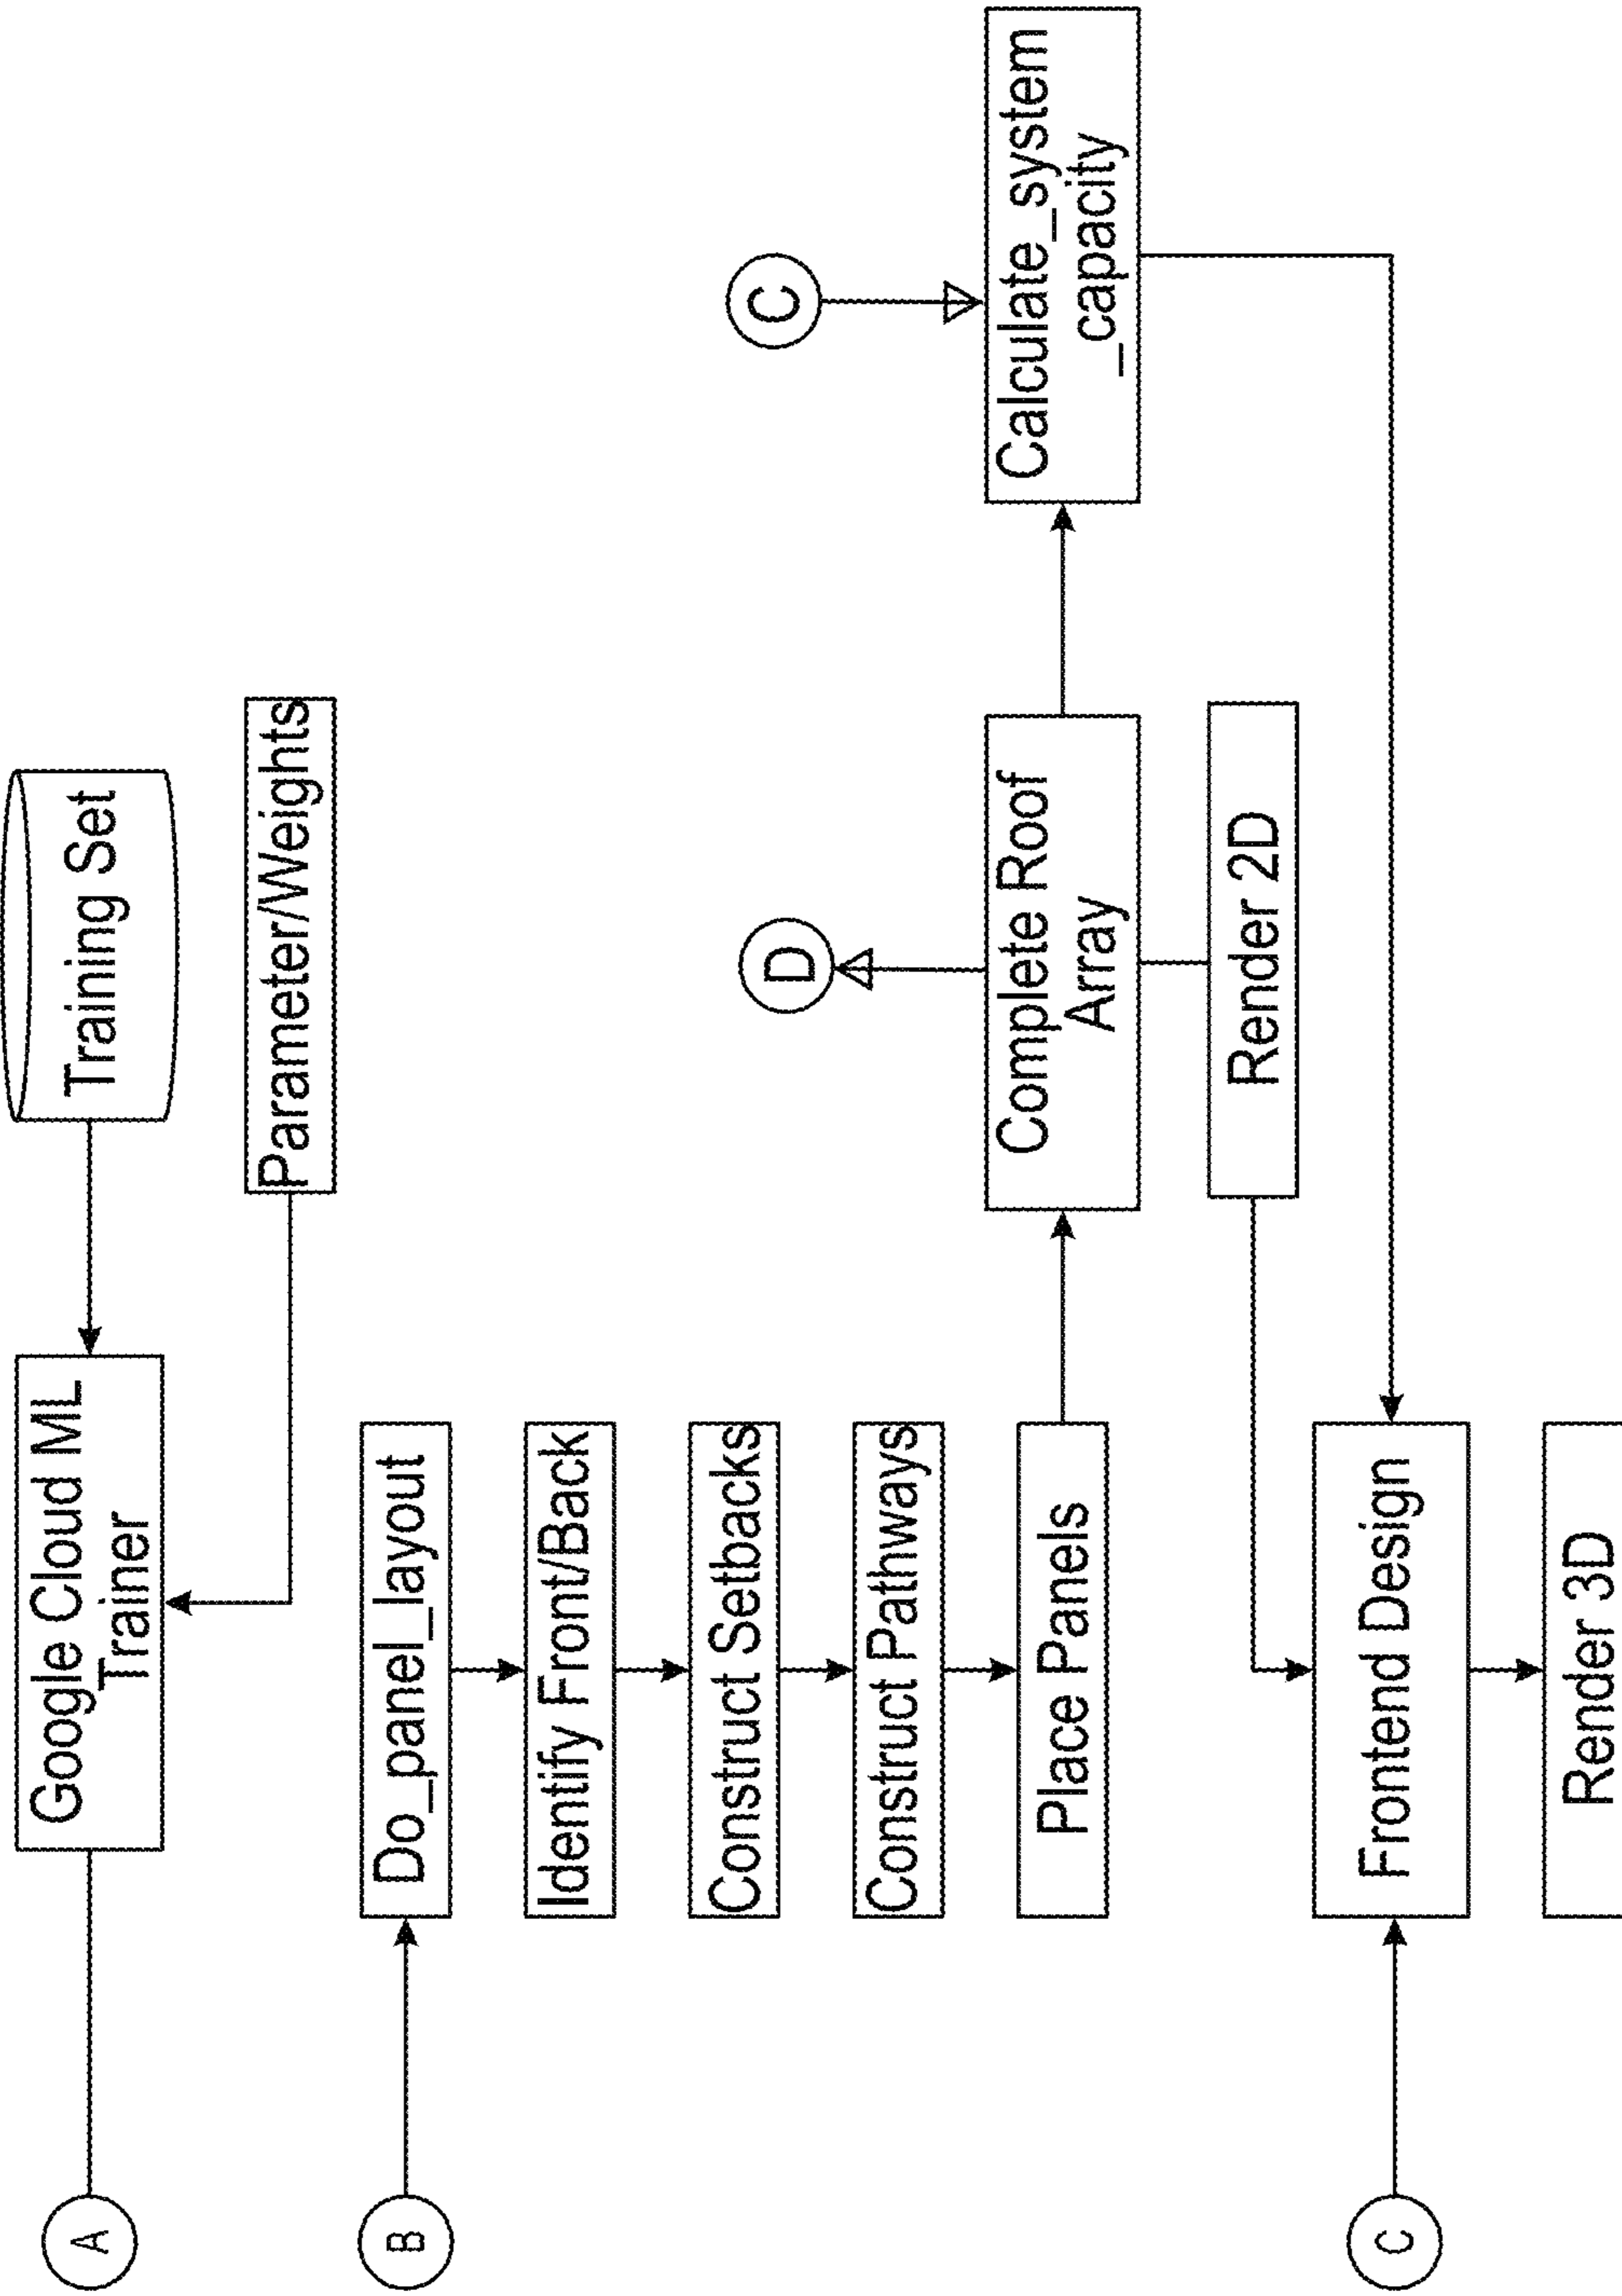 A
Google Cloud ML
Trainer
Training Set
Parameter/Weights
B
Do_panel_layout
Identify Front/Back
Construct Setbacks
Construct Pathways
Place Panels
D
C
Complete Roof
Array
Calculate_system
_capacity
Render 2D
C
Frontend Design
Render 3D